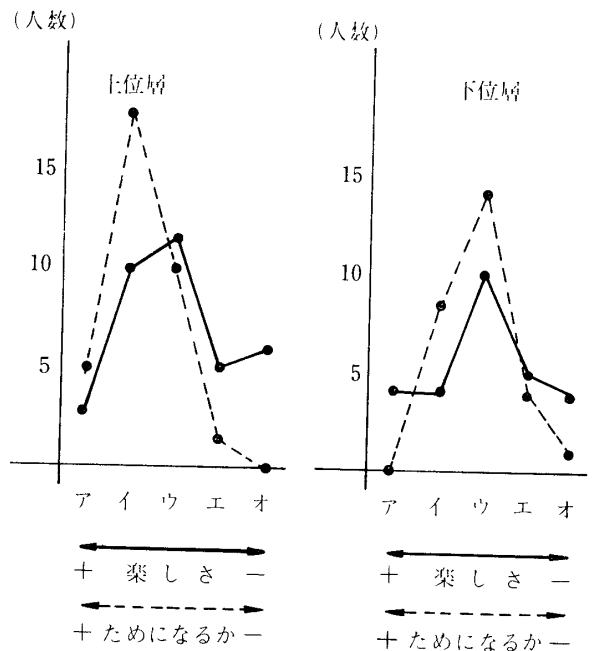 (人数)
上位層
15
10
5
ア イ ウ エ オ
+ 楽しさ −
+ためになるか−
(人数)
下位層
15
10
5
ア イ ウ エ オ
+ 楽しさ −
+ためになるか−